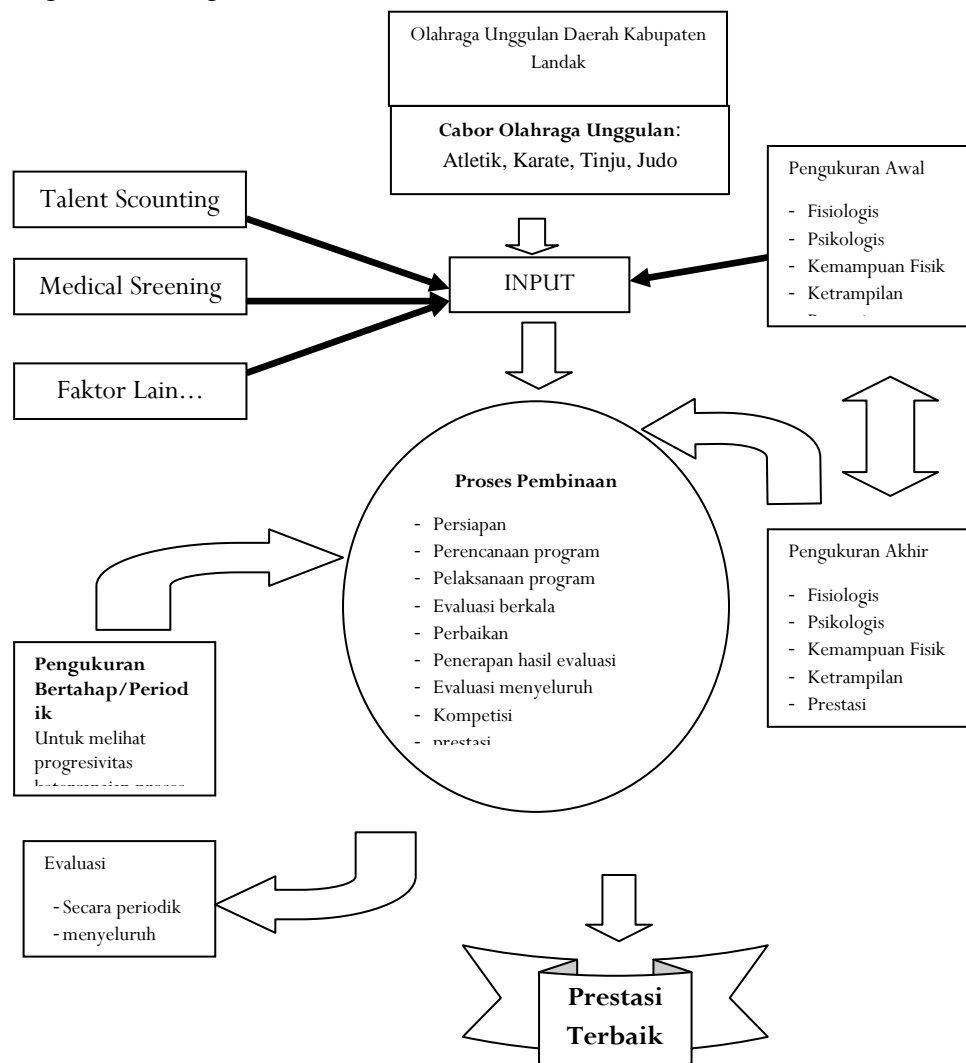 Olahraga Unggulan Daerah Kabupaten
Landak
Cabor Olahraga Unggulan:
Atletik, Karate, Tinju, Judo
Talent Scounting
Medical Sreening
Faktor Lain…
INPUT
Pengukuran Awal
- Fisiologis
- Psikologis
- Kemampuan Fisik
- Ketrampilan
Proses Pembinaan
- Persiapan
- Perencanaan program
- Pelaksanaan program
- Evaluasi berkala
- Perbaikan
- Penerapan hasil evaluasi
- Evaluasi menyeluruh
- Kompetisi
- prestasi
Pengukuran Akhir
- Fisiologis
- Psikologis
- Kemampuan Fisik
- Ketrampilan
- Prestasi
Pengukuran
Bertahap/Period
ik
Untuk melihat
progresivitas
Evaluasi
- Secara periodik
- menyeluruh
Prestasi
Terbaik